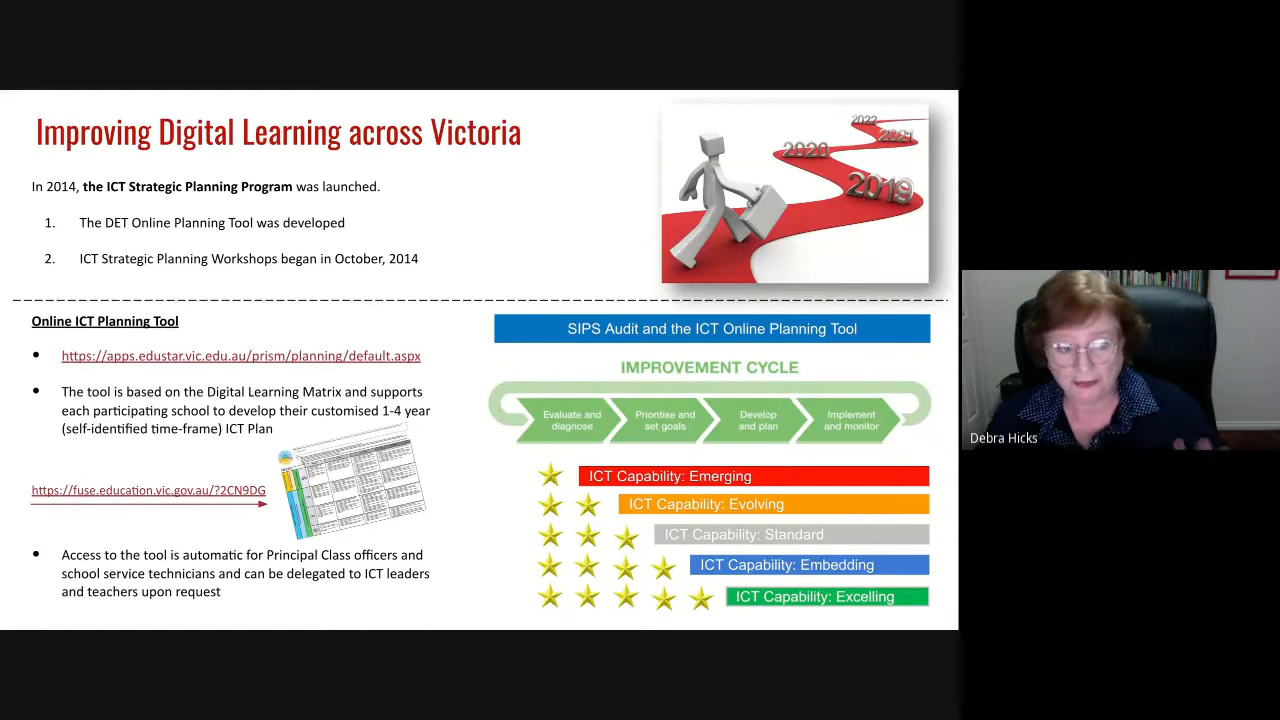 Improving Digital Learning across Victoria
In 2014, the ICT Strategic Planning Program was launched.
1. The DET Online Planning Tool was developed
2. ICT Strategic Planning Workshops began in October, 2014
2022
2021
2020
2019
Online ICT Planning Tool
https://apps.edustar.vic.edu.au/prism/planning/default.aspx
The tool is based on the Digital Learning Matrix and supports
each participating school to develop their customised 1-4 year
(self-identified time-frame) ICT Plan
https://fuse.education.vic.gov.au/?2CN9DG
Access to the tool is automatic for Principal Class officers and
school service technicians and can be delegated to ICT leaders
and teachers upon request
SIPS Audit and the ICT Online Planning Tool
IMPROVEMENT CYCLE
Evaluate and
diagnose
Prioritise and
set goals
Develop
and plan
Implement
and monitor
ICT Capability: Emerging
ICT Capability: Evolving
ICT Capability: Standard
ICT Capability: Embedding
ICT Capability: Excelling
Debra Hicks